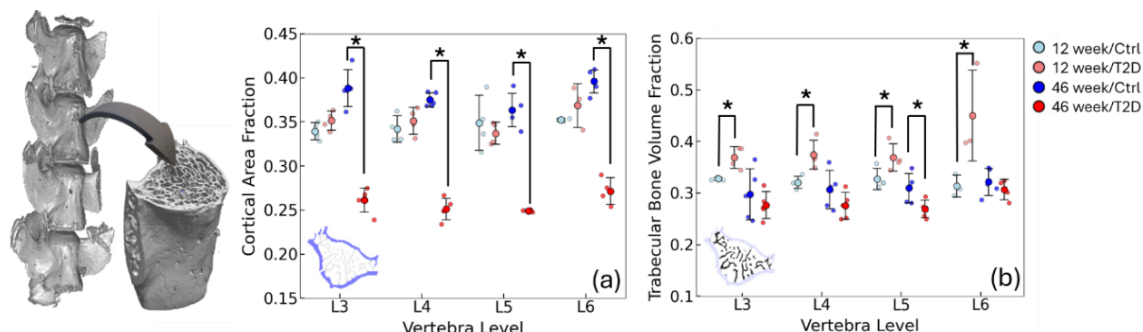 Cortical Area Fraction
0.45
0.40
0.35
0.30
0.25
0.20
0.15
*
*
*
*
(a)
L3
L4
L5
L6
Vertebra Level
Trabecular Bone Volume Fraction
0.6
0.5
0.4
0.3
0.2
0.1
*
*
*
*
*
(b)
L3
L4
L5
L6
Vertebra Level
12 week/Ctrl
12 week/T2D
46 week/Ctrl
46 week/T2D